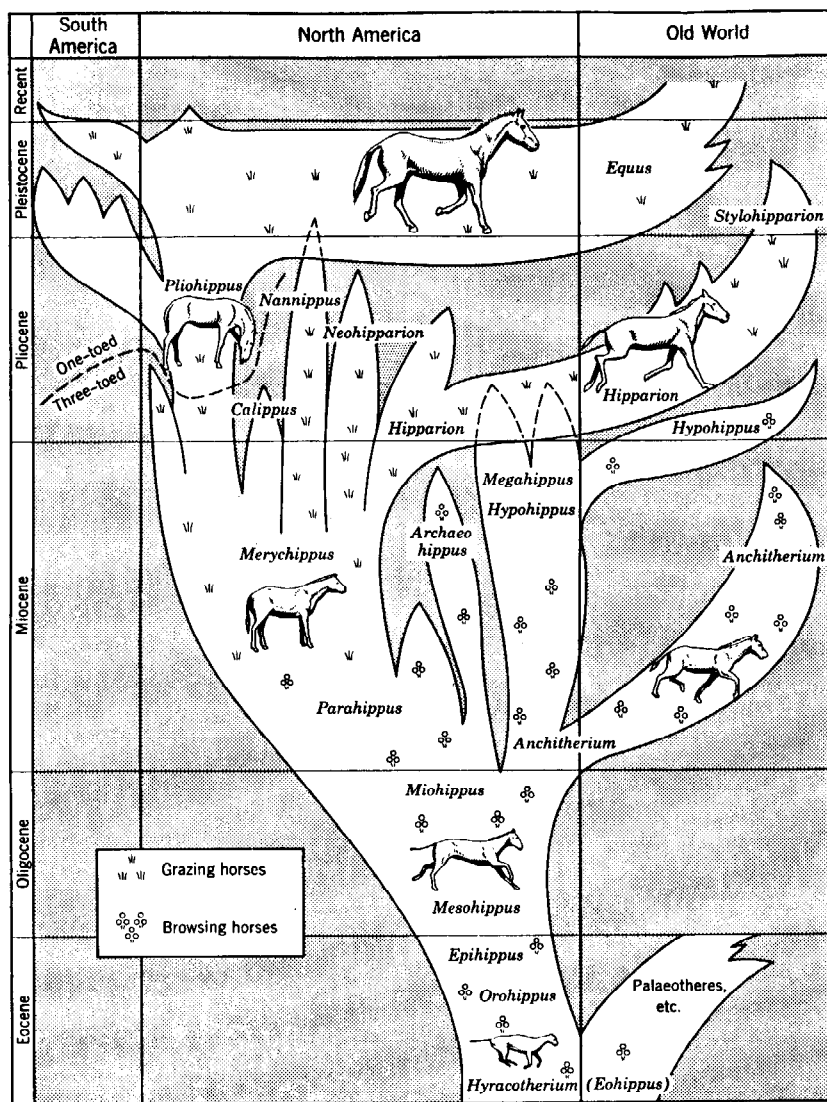 South
America
North America
Old World
Recent
Pleistocene
Equus
Stylohipparion
Pliocene
Pliohippus
Nannippus
Neohipparion
One-toed
Three-toed
Calippus
Hipparion
Hipparion
Hypohippus
Miocene
Megahippus
Hypohippus
Archaeo
hippus
Merychippus
Anchitherium
Parahippus
Anchitherium
Oligocene
Miohippus
Mesohippus
Grazing horses
Browsing horses
Eocene
Epihippus
Orohippus
Palaeotheres,
etc.
Hyracotherium (Eohippus)